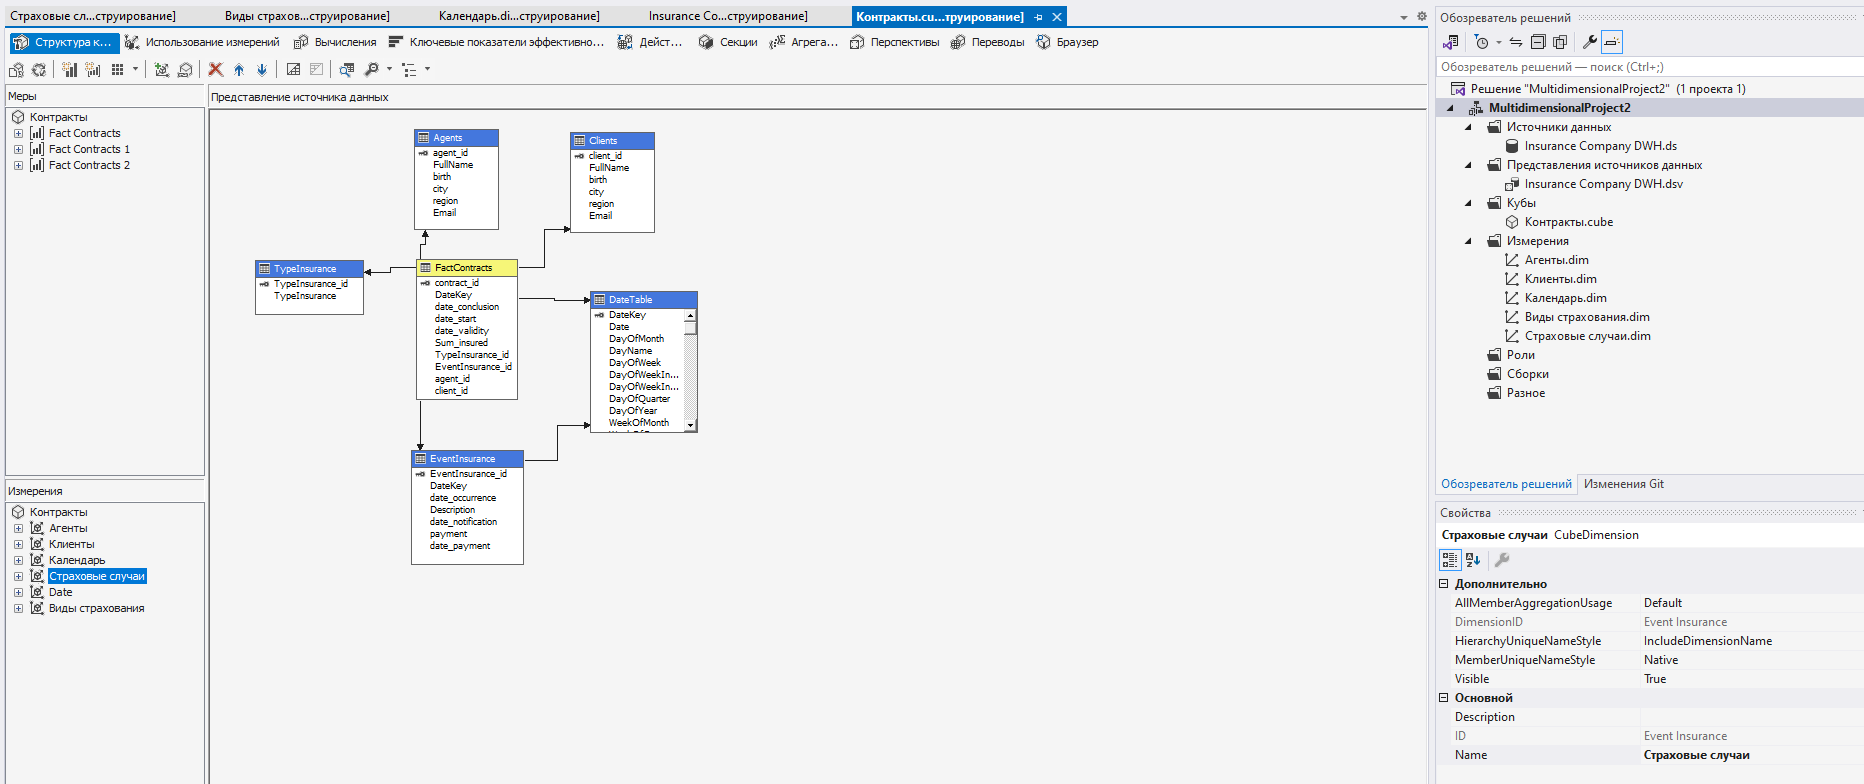 Страховые сл...струирование]
Виды страхов...струирование]
Календарь.di...струирование]
Insurance Co...струирование]
Контракты.cu...труирование]
Структура к...
Использование измерений
Вычисления
Ключевые показатели эффективно...
Дейст...
Секции
Агрега...
Перспективы
Переводы
Браузер
Меры
Контракты
Fact Contracts
Fact Contracts 1
Fact Contracts 2
Измерения
Контракты
Агенты
Клиенты
Календарь
Страховые случаи
Date
Виды страхования
Представление источника данных
Agents
agent_id
FullName
birth
city
region
Email
Clients
client_id
FullName
birth
city
region
Email
TypeInsurance
TypeInsurance_id
TypeInsurance
FactContracts
contract_id
DateKey
date_conclusion
date_start
date_validity
Sum_insured
TypeInsurance_id
EventInsurance_id
agent_id
client_id
DateTable
DateKey
Date
DayOfMonth
DayName
DayOfWeek
DayOfWeekIn...
DayOfWeekIn...
DayOfQuarter
DayOfYear
WeekOfMonth
EventInsurance
EventInsurance_id
DateKey
date_occurrence
Description
date_notification
payment
date_payment
Обозреватель решений
Обозреватель решений — поиск (Ctrl+;)
Решение "MultidimensionalProject2" (1 проекта 1)
MultidimensionalProject2
Источники данных
Insurance Company DWH.ds
Представления источников данных
Insurance Company DWH.dsv
Кубы
Контракты.cube
Измерения
Агенты.dim
Клиенты.dim
Календарь.dim
Виды страхования.dim
Страховые случаи.dim
Роли
Сборки
Разное
Обозреватель решений
Изменения Git
Свойства
Страховые случаи CubeDimension
Дополнительно
AllMemberAggregationUsage Default
DimensionID Event Insurance
HierarchyUniqueNameStyle IncludeDimensionName
MemberUniqueNameStyle Native
Visible True
Основной
Description
ID Event Insurance
Name Страховые случаи